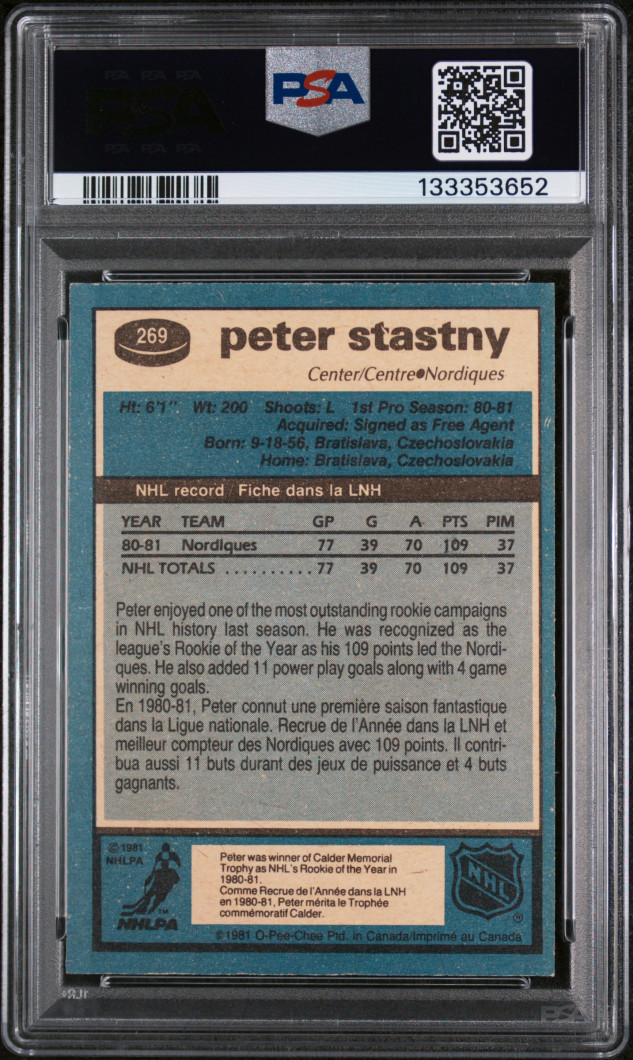 PSA PSA PSA
PSA
PSA PSA PSA
PSA
133353652
269
peter stastny
Center/Centre●Nordiques
Ht: 6'1" Wt: 200 Shoots: L 1st Pro Season: 80-81
Acquired: Signed as Free Agent
Born: 9-18-56, Bratislava, Czechoslovakia
Home: Bratislava, Czechoslovakia
NHL record / Fiche dans la LNH
YEAR TEAM GP G A PTS PIM
80-81 Nordiques 77 39 70 109 37
NHL TOTALS .......... 77 39 70 109 37
Peter enjoyed one of the most outstanding rookie campaigns
in NHL history last season. He was recognized as the
league's Rookie of the Year as his 109 points led the Nordi-
ques. He also added 11 power play goals along with 4 game
winning goals.
En 1980-81, Peter connut une première saison fantastique
dans la Ligue nationale. Recrue de l'Année dans la LNH et
meilleur compteur des Nordiques avec 109 points. Il contri-
bua aussi 11 buts durant des jeux de puissance et 4 buts
gagnants.
©1981
NHLPA
TM
NHLPA
Peter was winner of Calder Memorial
Trophy as NHL's Rookie of the Year in
1980-81.
Comme Recrue de l'Année dans la LNH
en 1980-81, Peter mérita le Trophée
commémoratif Calder.
NHL
®
©1981 O-Pee-Chee Ptd. in Canada/Imprimé au Canada
PSA